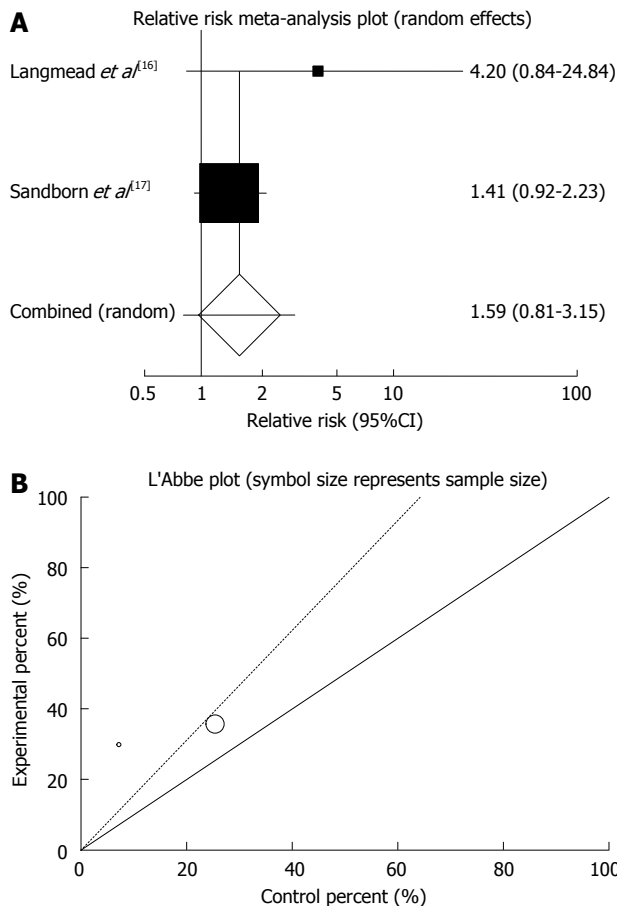 A
Relative risk meta-analysis plot (random effects)
Langmead et al[16] 4.20 (0.84-24.84)
Sandborn et al[17] 1.41 (0.92-2.23)
Combined (random) 1.59 (0.81-3.15)
0.5 1 2 5 10 100
Relative risk (95%CI)
B
L'Abbe plot (symbol size represents sample size)
100
80
60
40
20
0
Experimental percent (%)
0 20 40 60 80 100
Control percent (%)